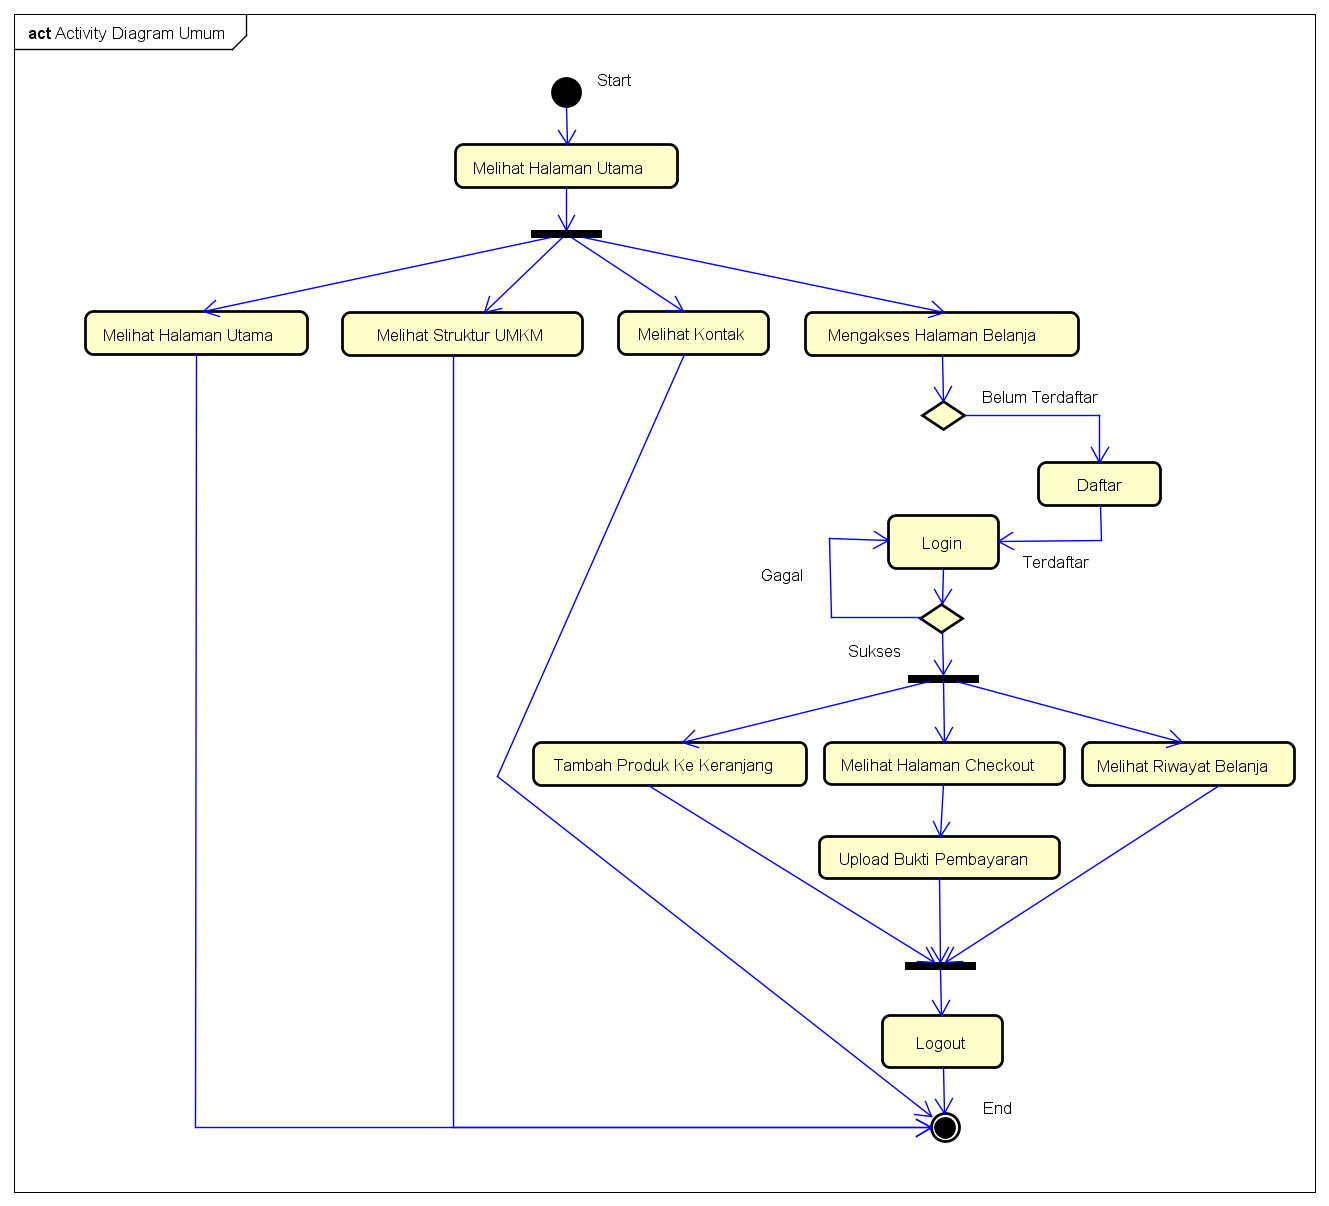 act Activity Diagram Umum
Start
Melihat Halaman Utama
Melihat Halaman Utama
Melihat Struktur UMKM
Melihat Kontak
Mengakses Halaman Belanja
Belum Terdaftar
Daftar
Login
Terdaftar
Gagal
Sukses
Tambah Produk Ke Keranjang
Melihat Halaman Checkout
Melihat Riwayat Belanja
Upload Bukti Pembayaran
Logout
End